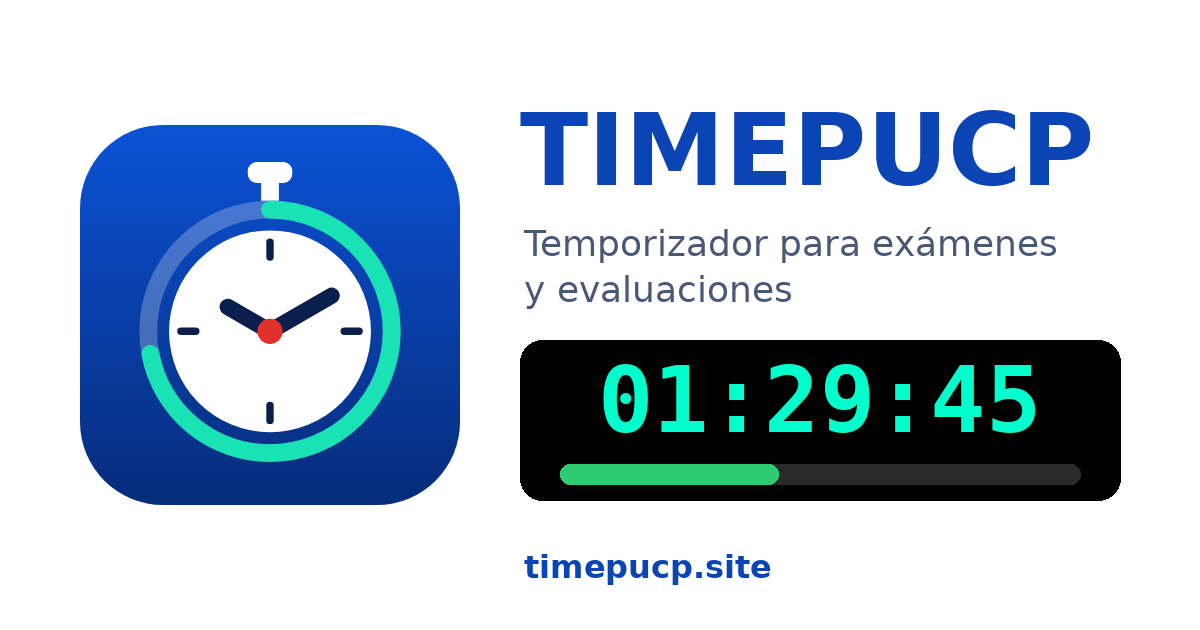 TIMEPUCP
Temporizador para exámenes
y evaluaciones
01:29:45
timepucp.site